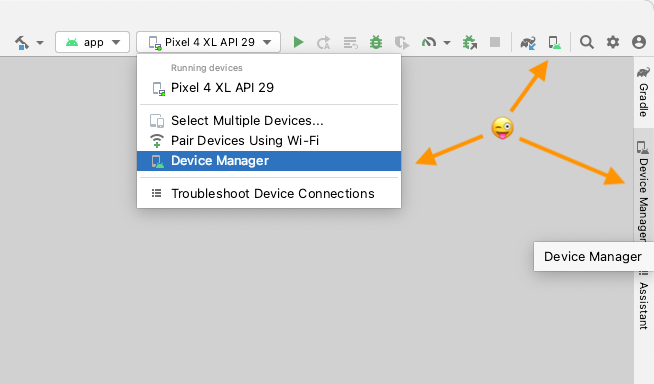 app
Pixel 4 XL API 29
Running devices
Pixel 4 XL API 29
Select Multiple Devices...
Pair Devices Using Wi-Fi
Device Manager
Troubleshoot Device Connections
Gradle
Device Manager
Device Manager
Assistant